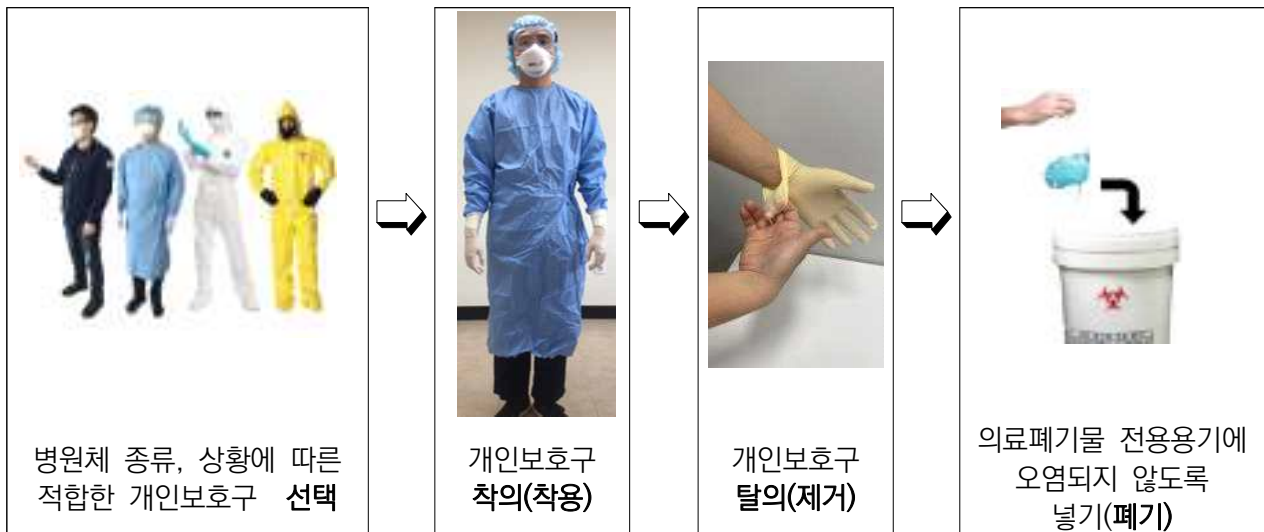 병원체 종류, 상황에 따른
적합한 개인보호구 선택
개인보호구
착의(착용)
개인보호구
탈의(제거)
의료폐기물 전용용기에
오염되지 않도록
넣기(폐기)